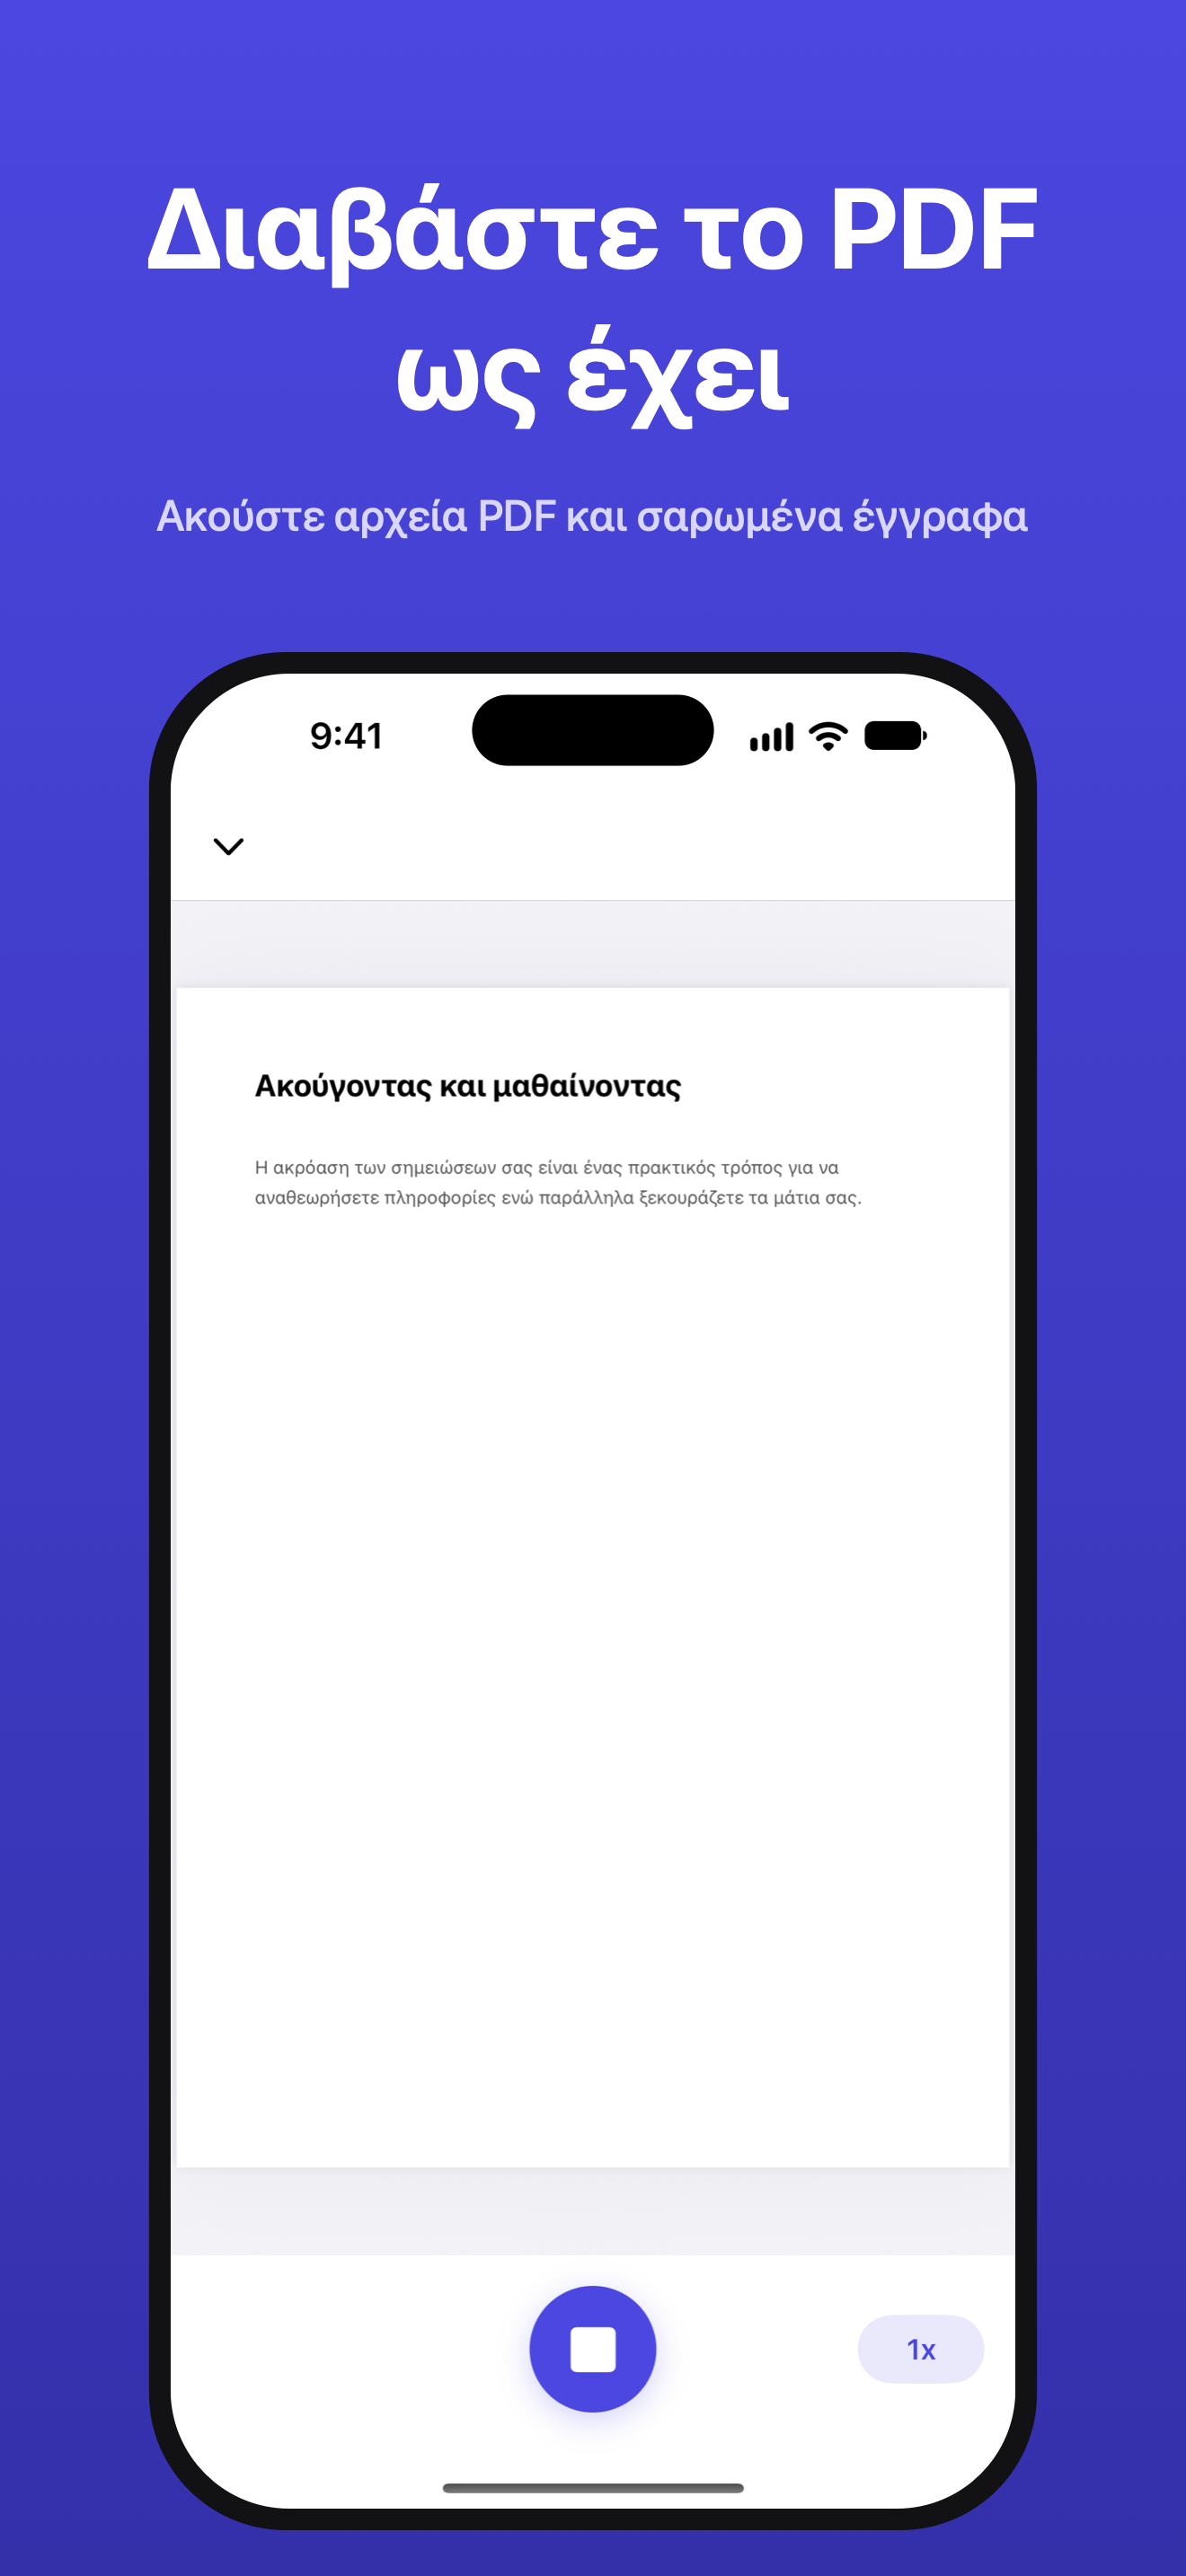 Διαβάστε το PDF
ως έχει
Ακούστε αρχεία PDF και σαρωμένα έγγραφα
9:41
Ακούγοντας και μαθαίνοντας
Η ακρόαση των σημειώσεων σας είναι ένας πρακτικός τρόπος για να
αναθεωρήσετε πληροφορίες ενώ παράλληλα ξεκουράζετε τα μάτια σας.
1x